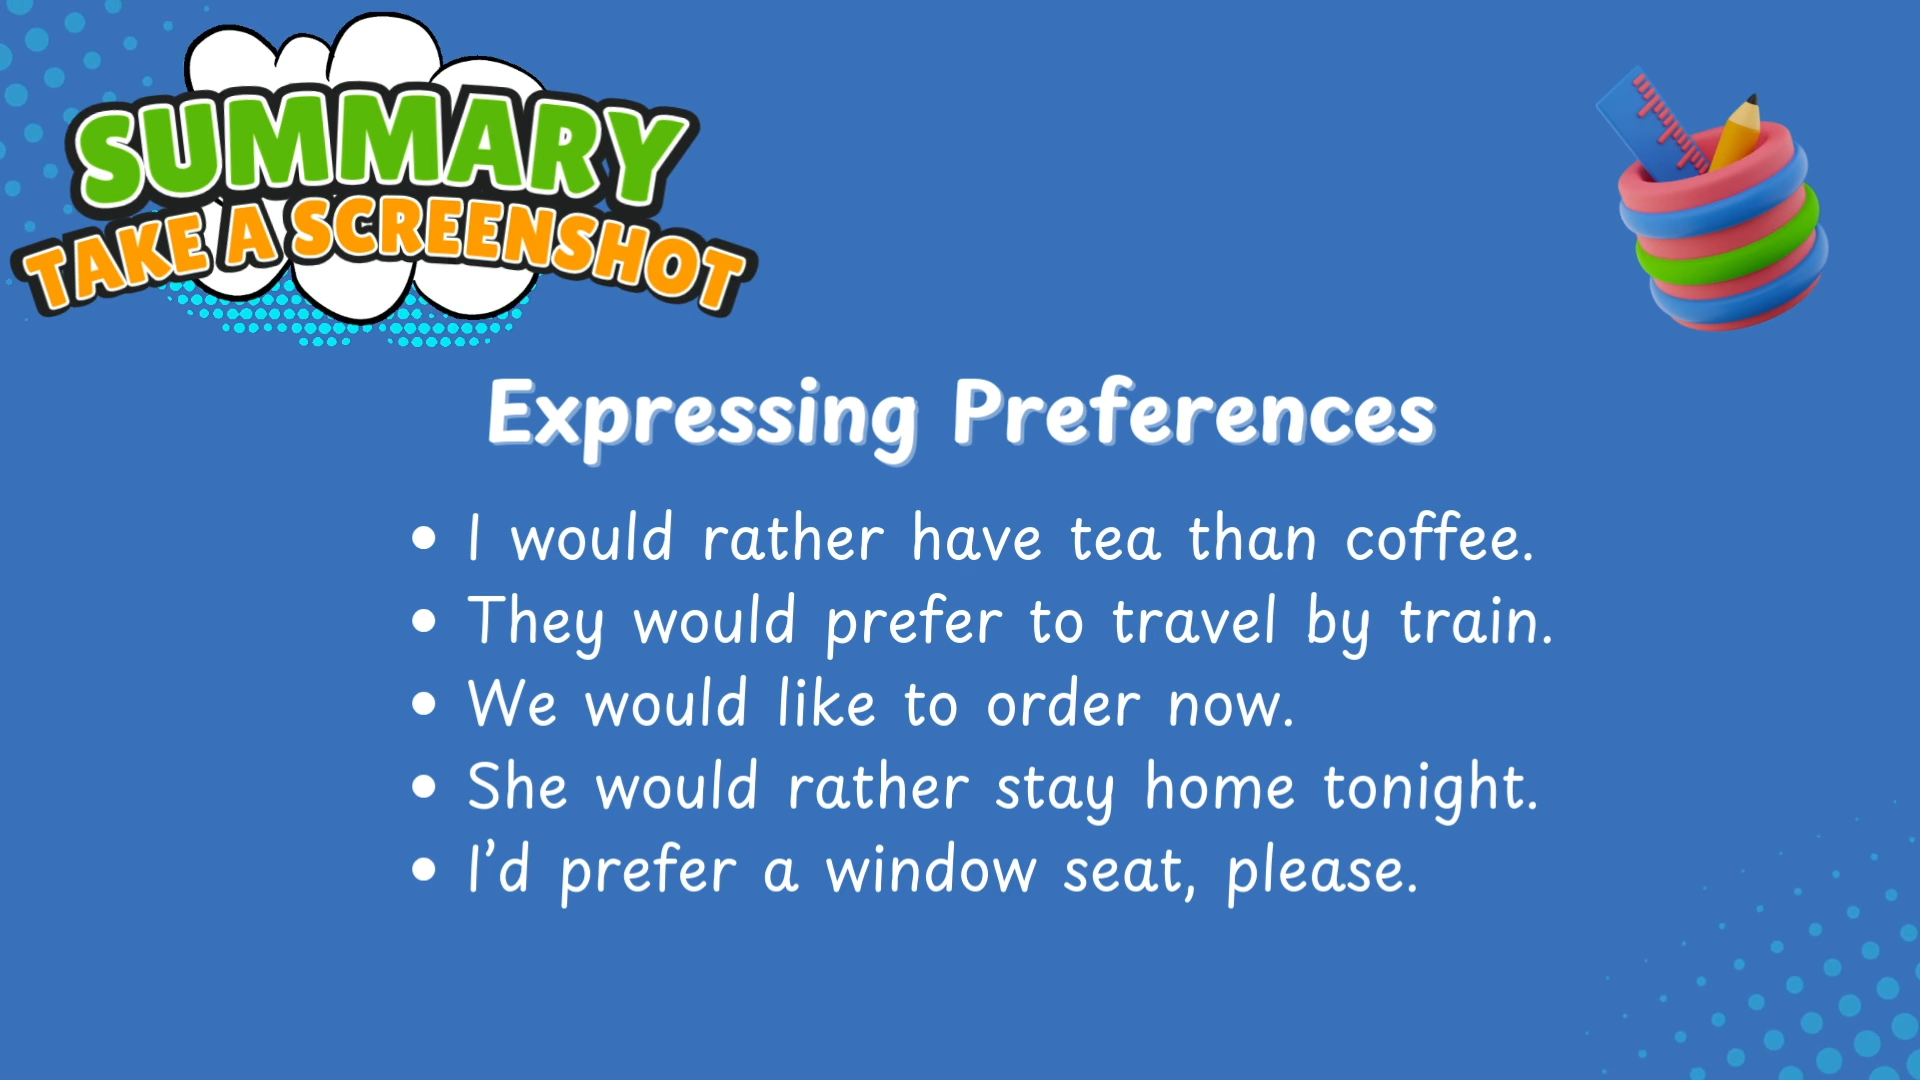 SUMMARY
TAKE A SCREENSHOT
Expressing Preferences
• I would rather have tea than coffee.
• They would prefer to travel by train.
• We would like to order now.
• She would rather stay home tonight.
• I’d prefer a window seat, please.